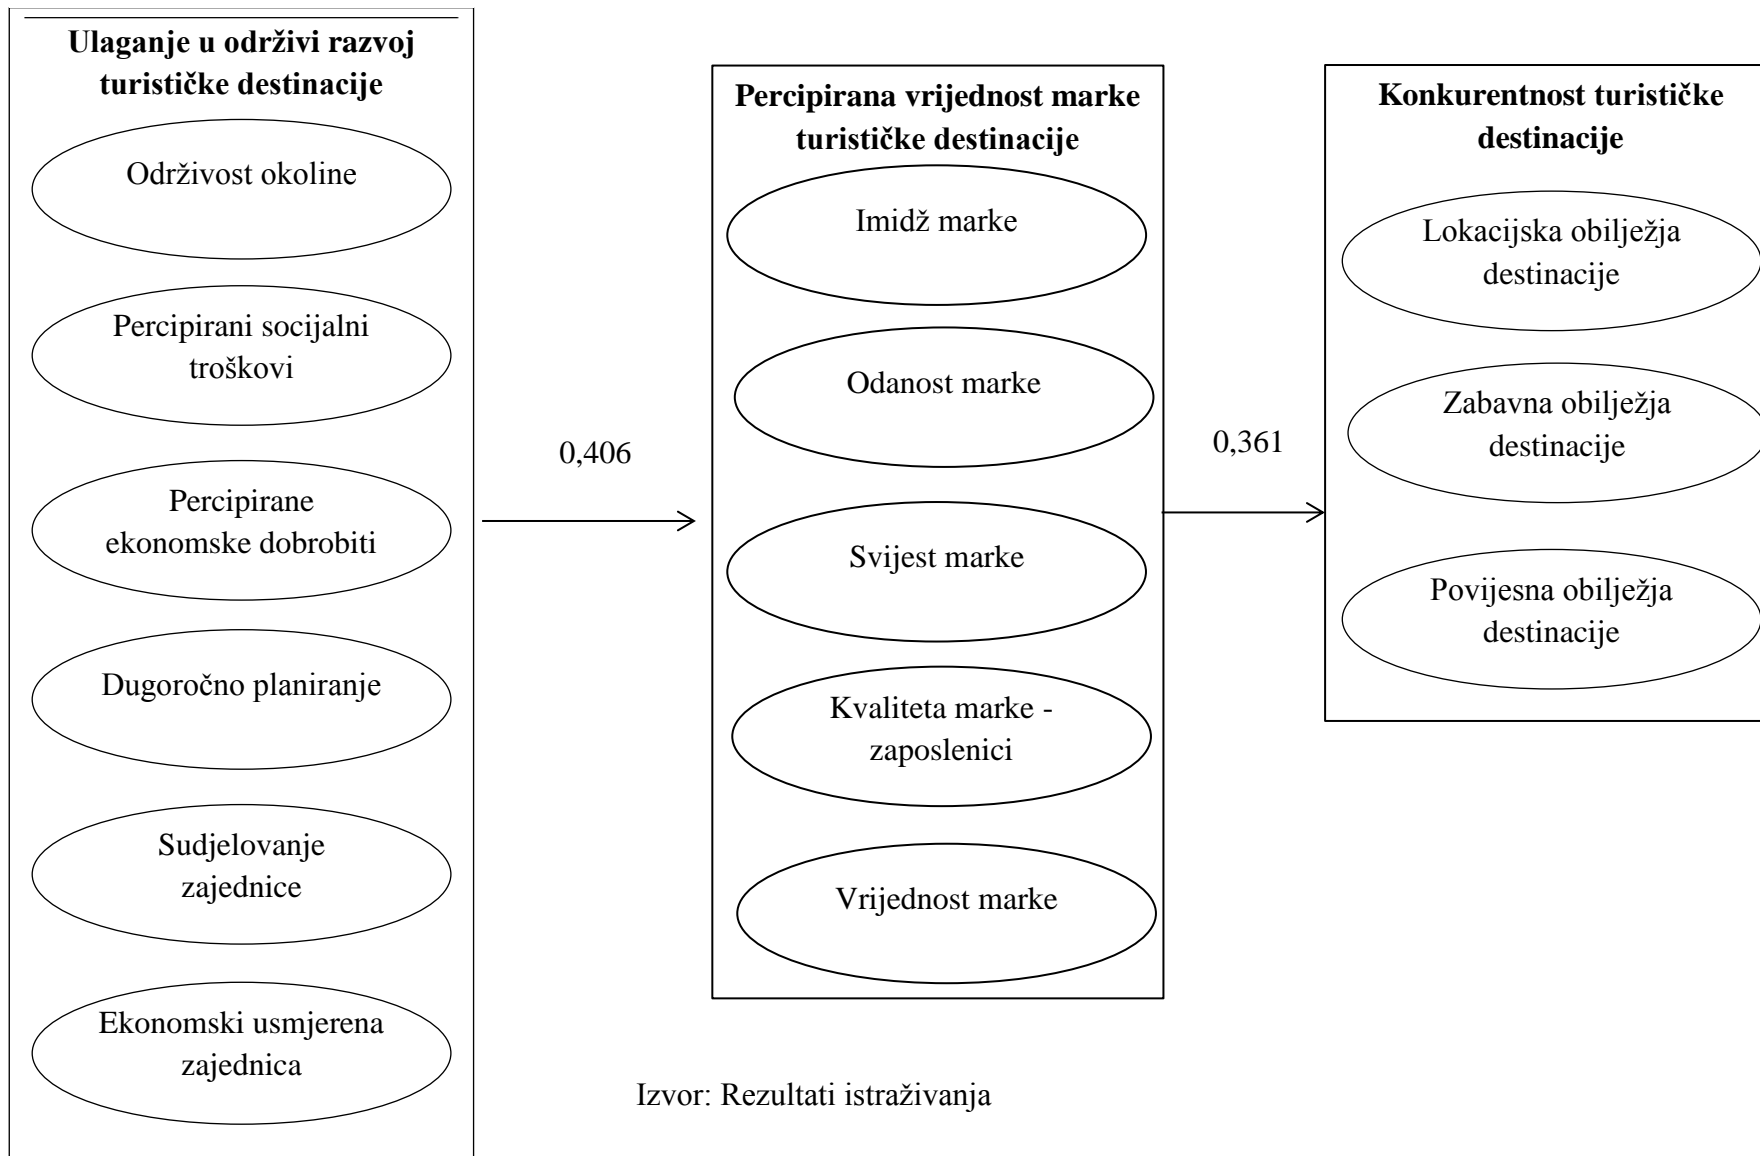 Ulaganje u održivi razvoj
turističke destinacije
Održivost okoline
Percipirani socijalni
troškovi
Percipirane
ekonomske dobrobiti
Dugoročno planiranje
Sudjelovanje
zajednice
Ekonomski usmjerena
zajednica
0,406
Percipirana vrijednost marke
turističke destinacije
Imidž marke
Odanost marke
Svijest marke
Kvaliteta marke -
zaposlenici
Vrijednost marke
0,361
Konkurentnost turističke
destinacije
Lokacijska obilježja
destinacije
Zabavna obilježja
destinacije
Povijesna obilježja
destinacije
Izvor: Rezultati istraživanja